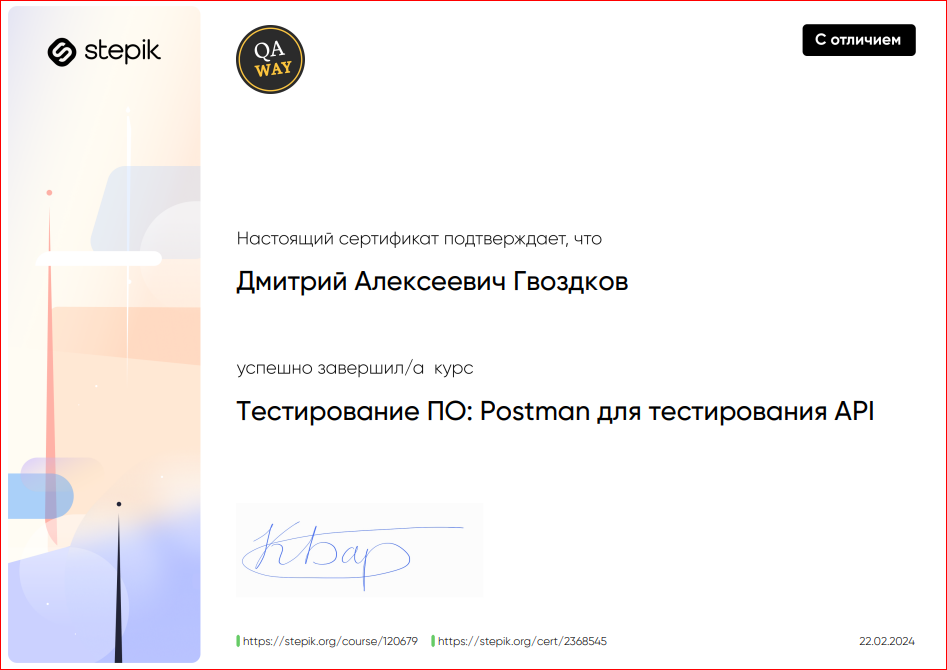 stepik
QA
WAY
С отличием
Настоящий сертификат подтверждает, что
Дмитрий Алексеевич Гвоздков
успешно завершил/а курс
Тестирование ПО: Postman для тестирования API
https://stepik.org/course/120679 https://stepik.org/cert/2368545 22.02.2024